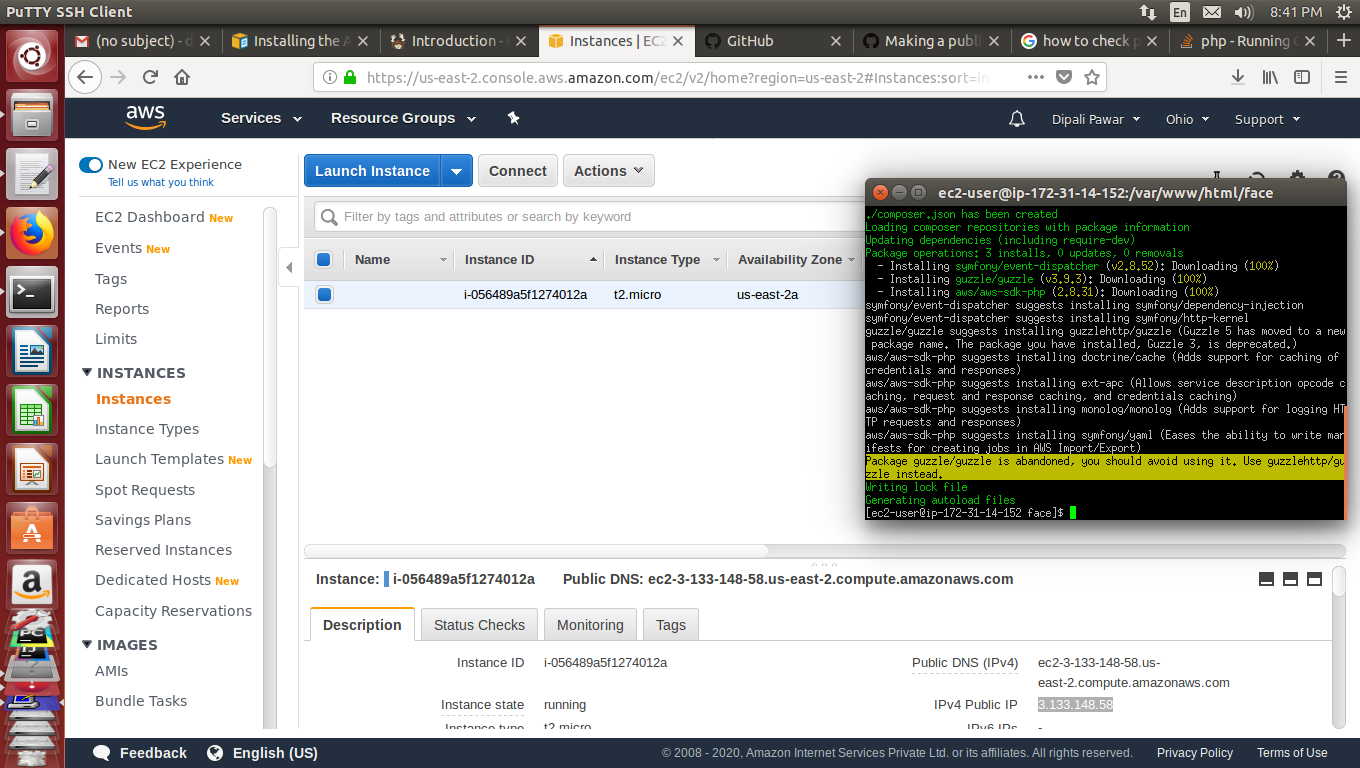 PuTTY SSH Client
En
8:41 PM
(no subject) - d
Installing the A
Introduction -
Instances | EC2
GitHub
Making a publi
how to check p
php - Running
https://us-east-2.console.aws.amazon.com/ec2/v2/home?region=us-east-2#Instances:sort=in
aws
Services
Resource Groups
Dipali Pawar
Ohio
Support
New EC2 Experience
Tell us what you think
EC2 Dashboard New
Events New
Tags
Reports
Limits
INSTANCES
Instances
Instance Types
Launch Templates New
Spot Requests
Savings Plans
Reserved Instances
Dedicated Hosts New
Capacity Reservations
IMAGES
AMIs
Bundle Tasks
Launch Instance
Connect
Actions
Filter by tags and attributes or search by keyword
Name
Instance ID
Instance Type
Availability Zone
i-056489a5f1274012a
t2.micro
us-east-2a
ec2-user@ip-172-31-14-152:/var/www/html/face
./composer.json has been created
Loading composer repositories with package information
Updating dependencies (including require-dev)
Package operations: 3 installs, 0 updates, 0 removals
- Installing symfony/event-dispatcher (v2.8.52): Downloading (100%)
- Installing guzzle/guzzle (v3.9.3): Downloading (100%)
- Installing aws/aws-sdk-php (2.8.31): Downloading (100%)
symfony/event-dispatcher suggests installing symfony/dependency-injection
symfony/event-dispatcher suggests installing symfony/http-kernel
guzzle/guzzle suggests installing guzzlehttp/guzzle (Guzzle 5 has moved to a new
package name. The package you have installed, Guzzle 3, is deprecated.)
aws/aws-sdk-php suggests installing doctrine/cache (Adds support for caching of
credentials and responses)
aws/aws-sdk-php suggests installing ext-apc (Allows service description opcode c
aching, request and response caching, and credentials caching)
aws/aws-sdk-php suggests installing monolog/monolog (Adds support for logging HT
TP requests and responses)
aws/aws-sdk-php suggests installing symfony/yaml (Eases the ability to write man
ifests for creating jobs in AWS Import/Export)
Package guzzle/guzzle is abandoned, you should avoid using it. Use guzzlehttp/gu
zzle instead.
Writing lock file
Generating autoload files
[ec2-user@ip-172-31-14-152 face]$
Instance: i-056489a5f1274012a
Public DNS: ec2-3-133-148-58.us-east-2.compute.amazonaws.com
Description
Status Checks
Monitoring
Tags
Instance ID
i-056489a5f1274012a
Public DNS (IPv4)
ec2-3-133-148-58.us-
east-2.compute.amazonaws.com
Instance state
running
IPv4 Public IP
3.133.148.58
Instance type
t2.micro
IPv6 IPs
-
Feedback
English (US)
© 2008 - 2020, Amazon Internet Services Private Ltd. or its affiliates. All rights reserved.
Privacy Policy
Terms of Use